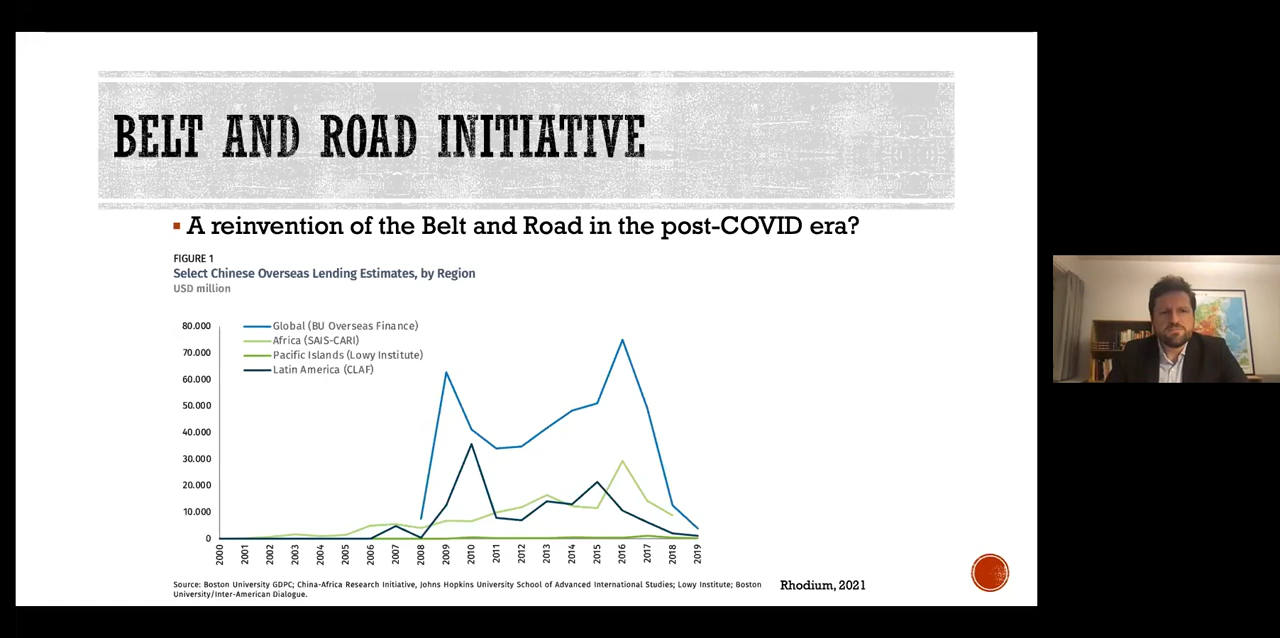 BELT AND ROAD INITIATIVE
A reinvention of the Belt and Road in the post-COVID era?
FIGURE 1
Select Chinese Overseas Lending Estimates, by Region
USD million
80.000
70.000
60.000
50.000
40.000
30.000
20.000
10.000
0
Global (BU Overseas Finance)
Africa (SAIS-CARI)
Pacific Islands (Lowy Institute)
Latin America (CLAF)
2000
2001
2002
2003
2004
2005
2006
2007
2008
2009
2010
2011
2012
2013
2014
2015
2016
2017
2018
2019
Source: Boston University GDPC; China-Africa Research Initiative, Johns Hopkins University School of Advanced International Studies; Lowy Institute; Boston
University/Inter-American Dialogue.
Rhodium, 2021